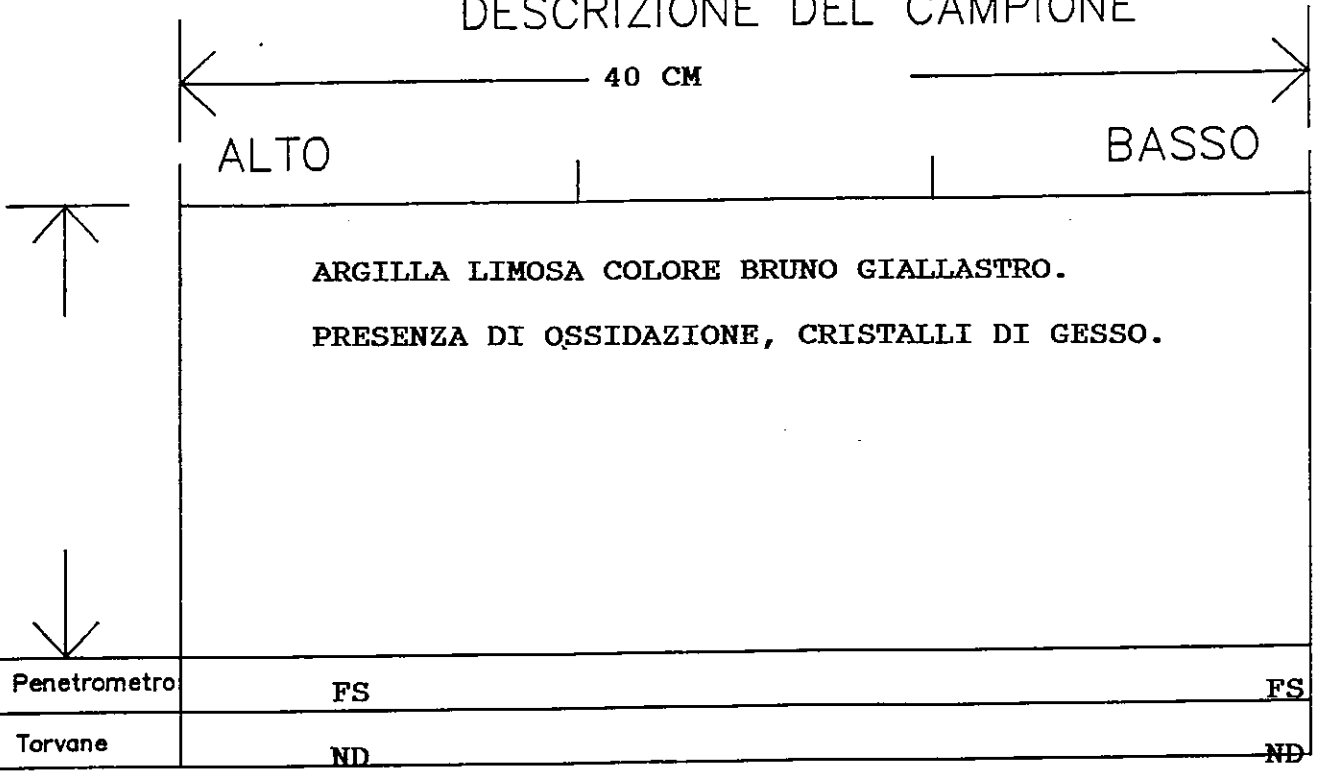 DESCRIZIONE DEL CAMPIONE
40 CM
ALTO BASSO
ARGILLA LIMOSA COLORE BRUNO GIALLASTRO.
PRESENZA DI OSSIDAZIONE, CRISTALLI DI GESSO.
Penetrometro FS FS
Torvane ND ND